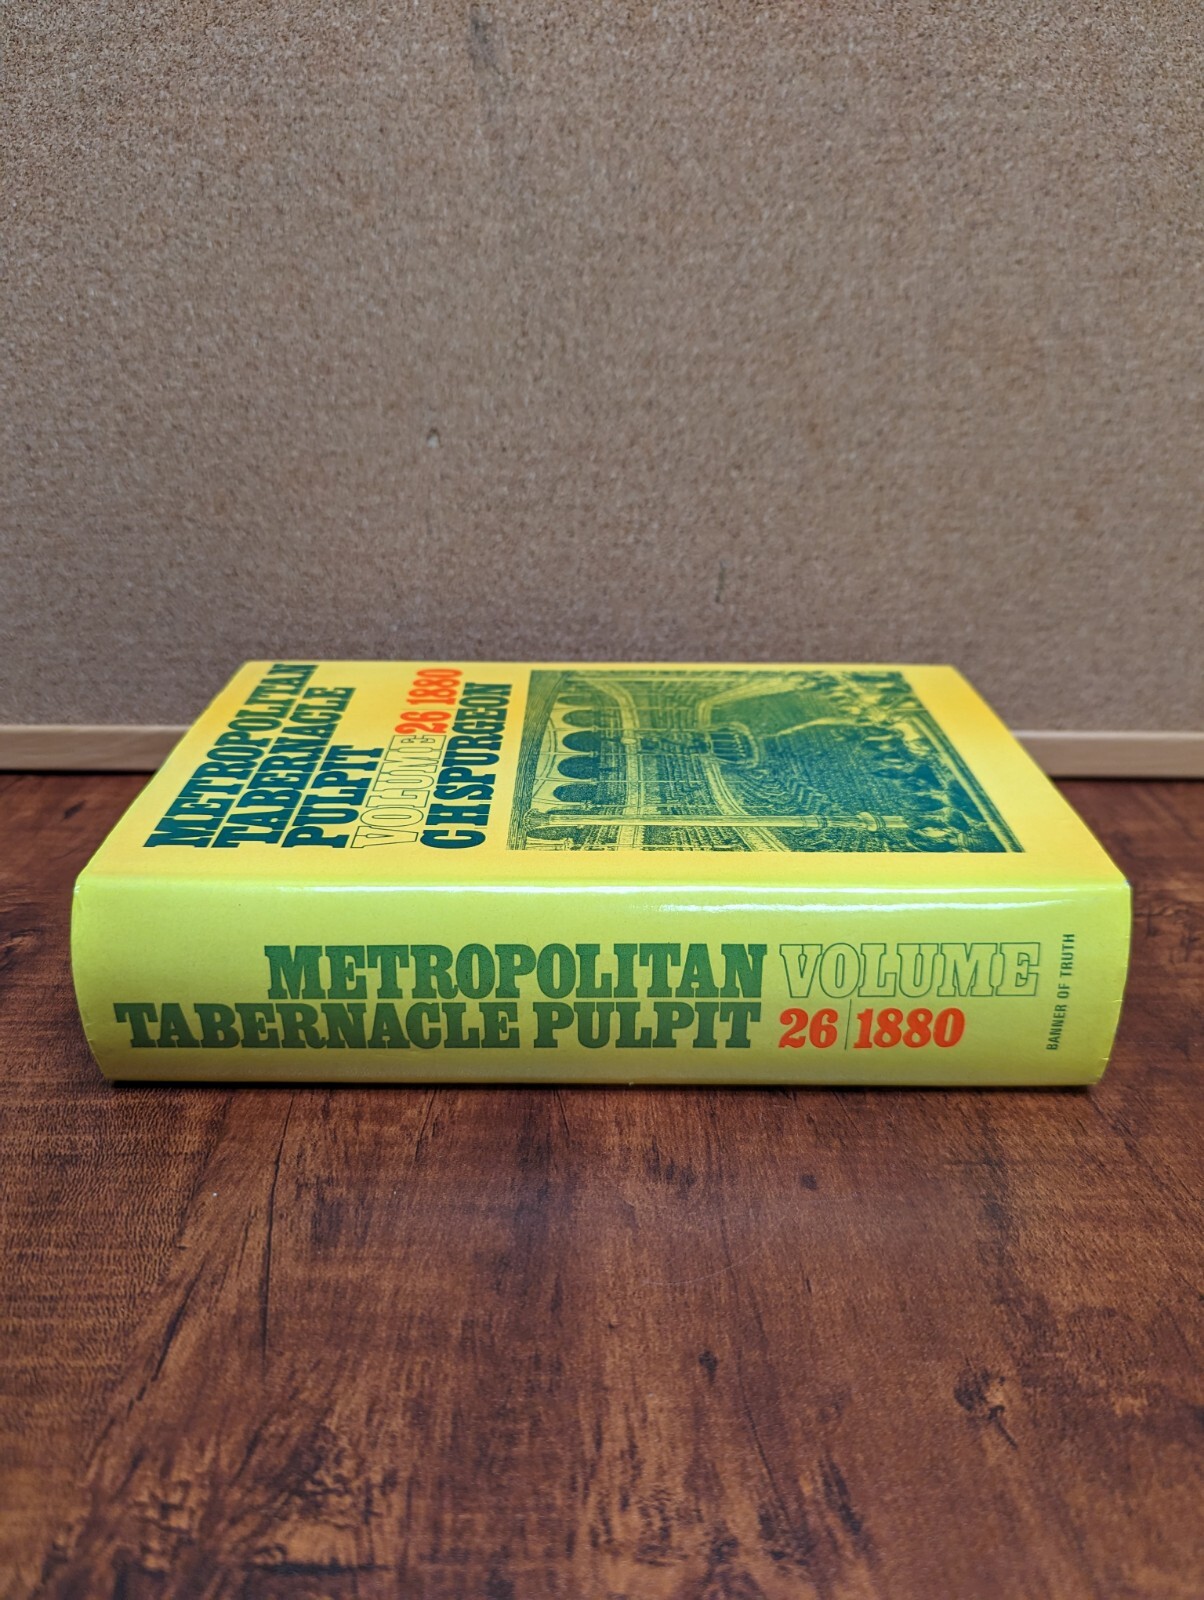 METROPOLITAN
TABERNACLE
PULPIT
VOLUME 26 1880
C H SPURGEON
METROPOLITAN VOLUME
TABERNACLE PULPIT 26 1880
BANNER OF TRUTH